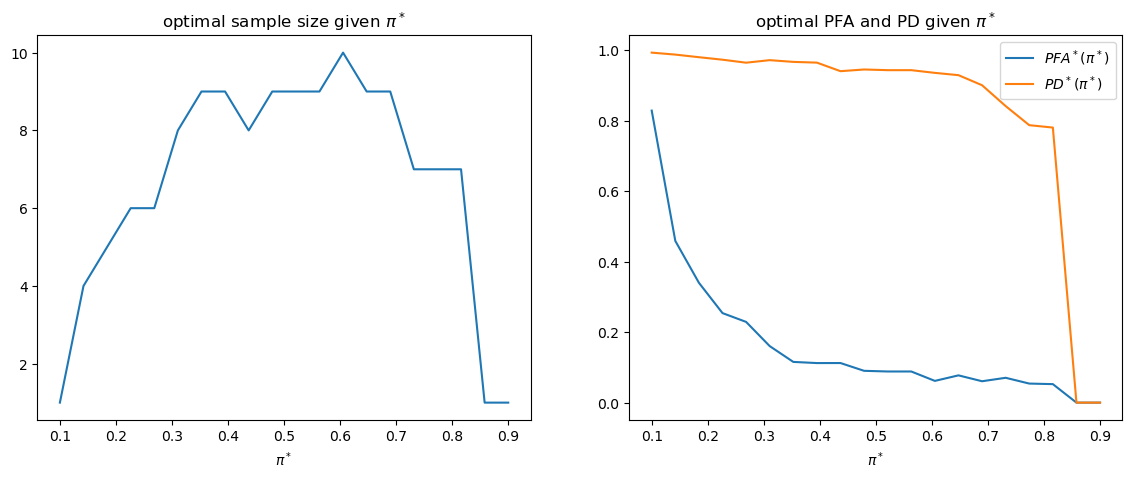 optimal sample size given π*
10
8
6
4
2
0.1 0.2 0.3 0.4 0.5 0.6 0.7 0.8 0.9
π*
optimal PFA and PD given π*
1.0
0.8
0.6
0.4
0.2
0.0
PFA*(π*)
PD*(π*)
0.1 0.2 0.3 0.4 0.5 0.6 0.7 0.8 0.9
π*